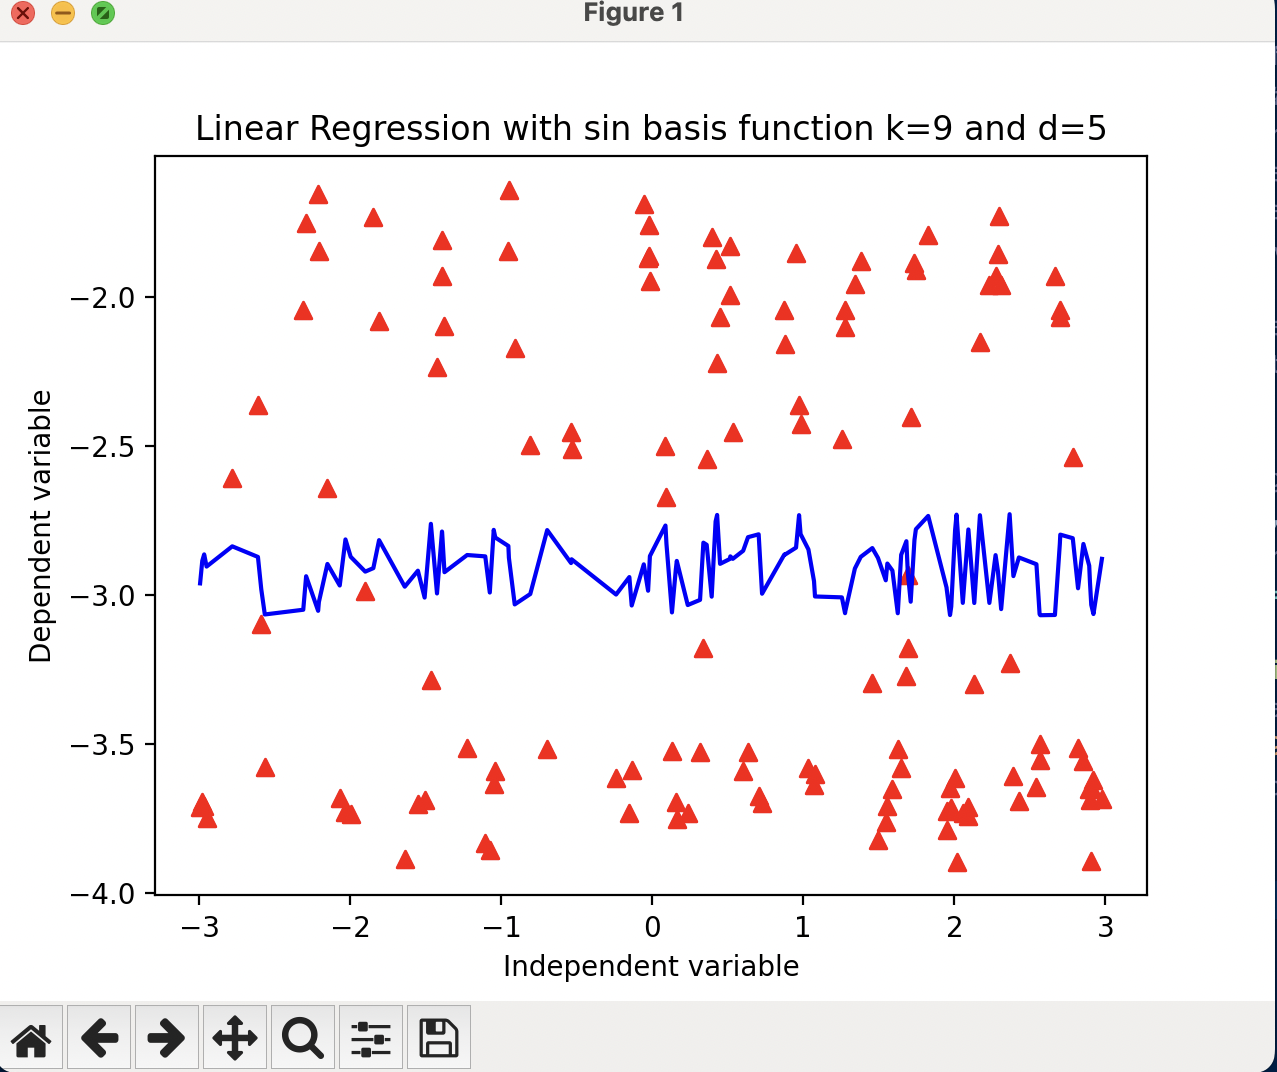 Figure 1
Linear Regression with sin basis function k=9 and d=5
−2.0
−2.5
−3.0
−3.5
−4.0
Dependent variable
−3 −2 −1 0 1 2 3
Independent variable